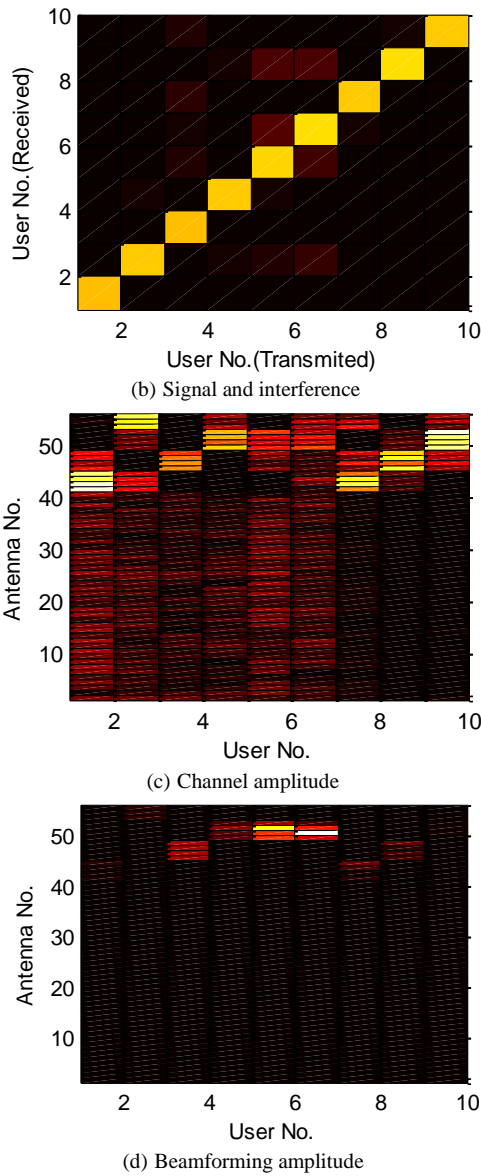 10
8
6
4
2
User No.(Received)
2 4 6 8 10
User No.(Transmited)
(b) Signal and interference
50
40
30
20
10
Antenna No.
2 4 6 8 10
User No.
(c) Channel amplitude
50
40
30
20
10
Antenna No.
2 4 6 8 10
User No.
(d) Beamforming amplitude